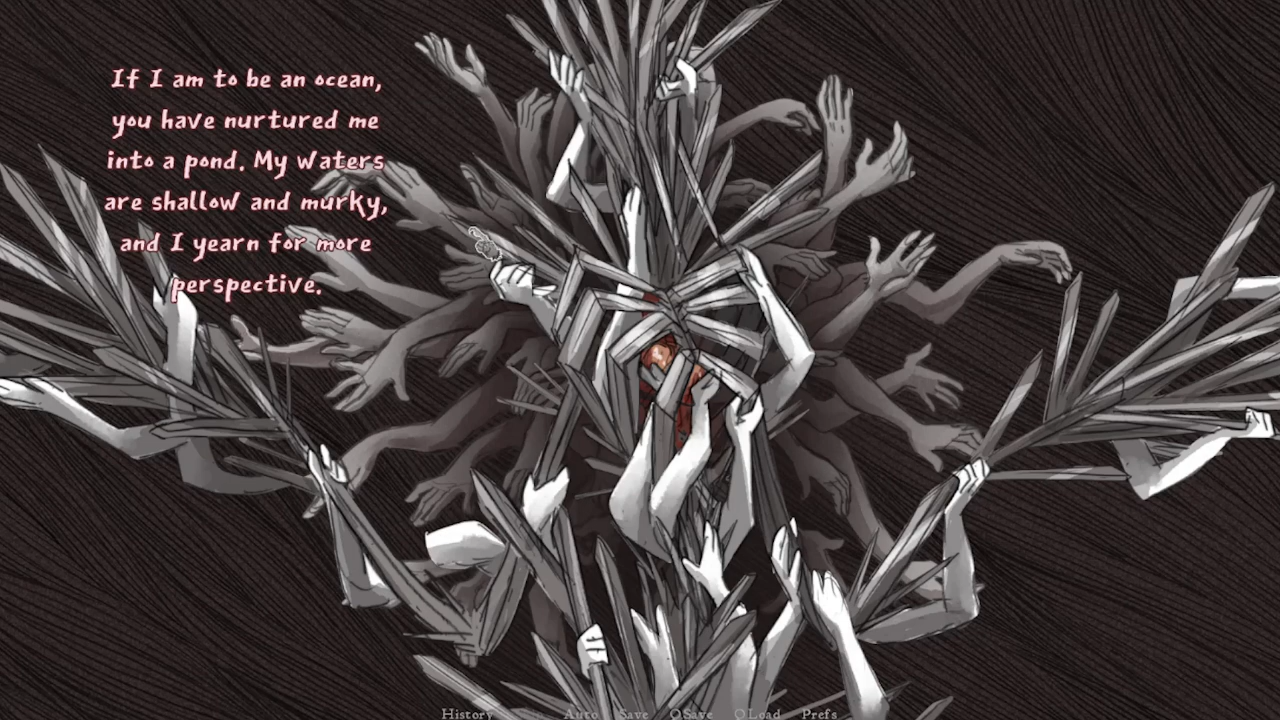 If I am to be an ocean,
you have nurtured me
into a pond. My waters
are shallow and murky,
and I yearn for more
perspective.
History Auto Save Q.Save Q.Load Prefs